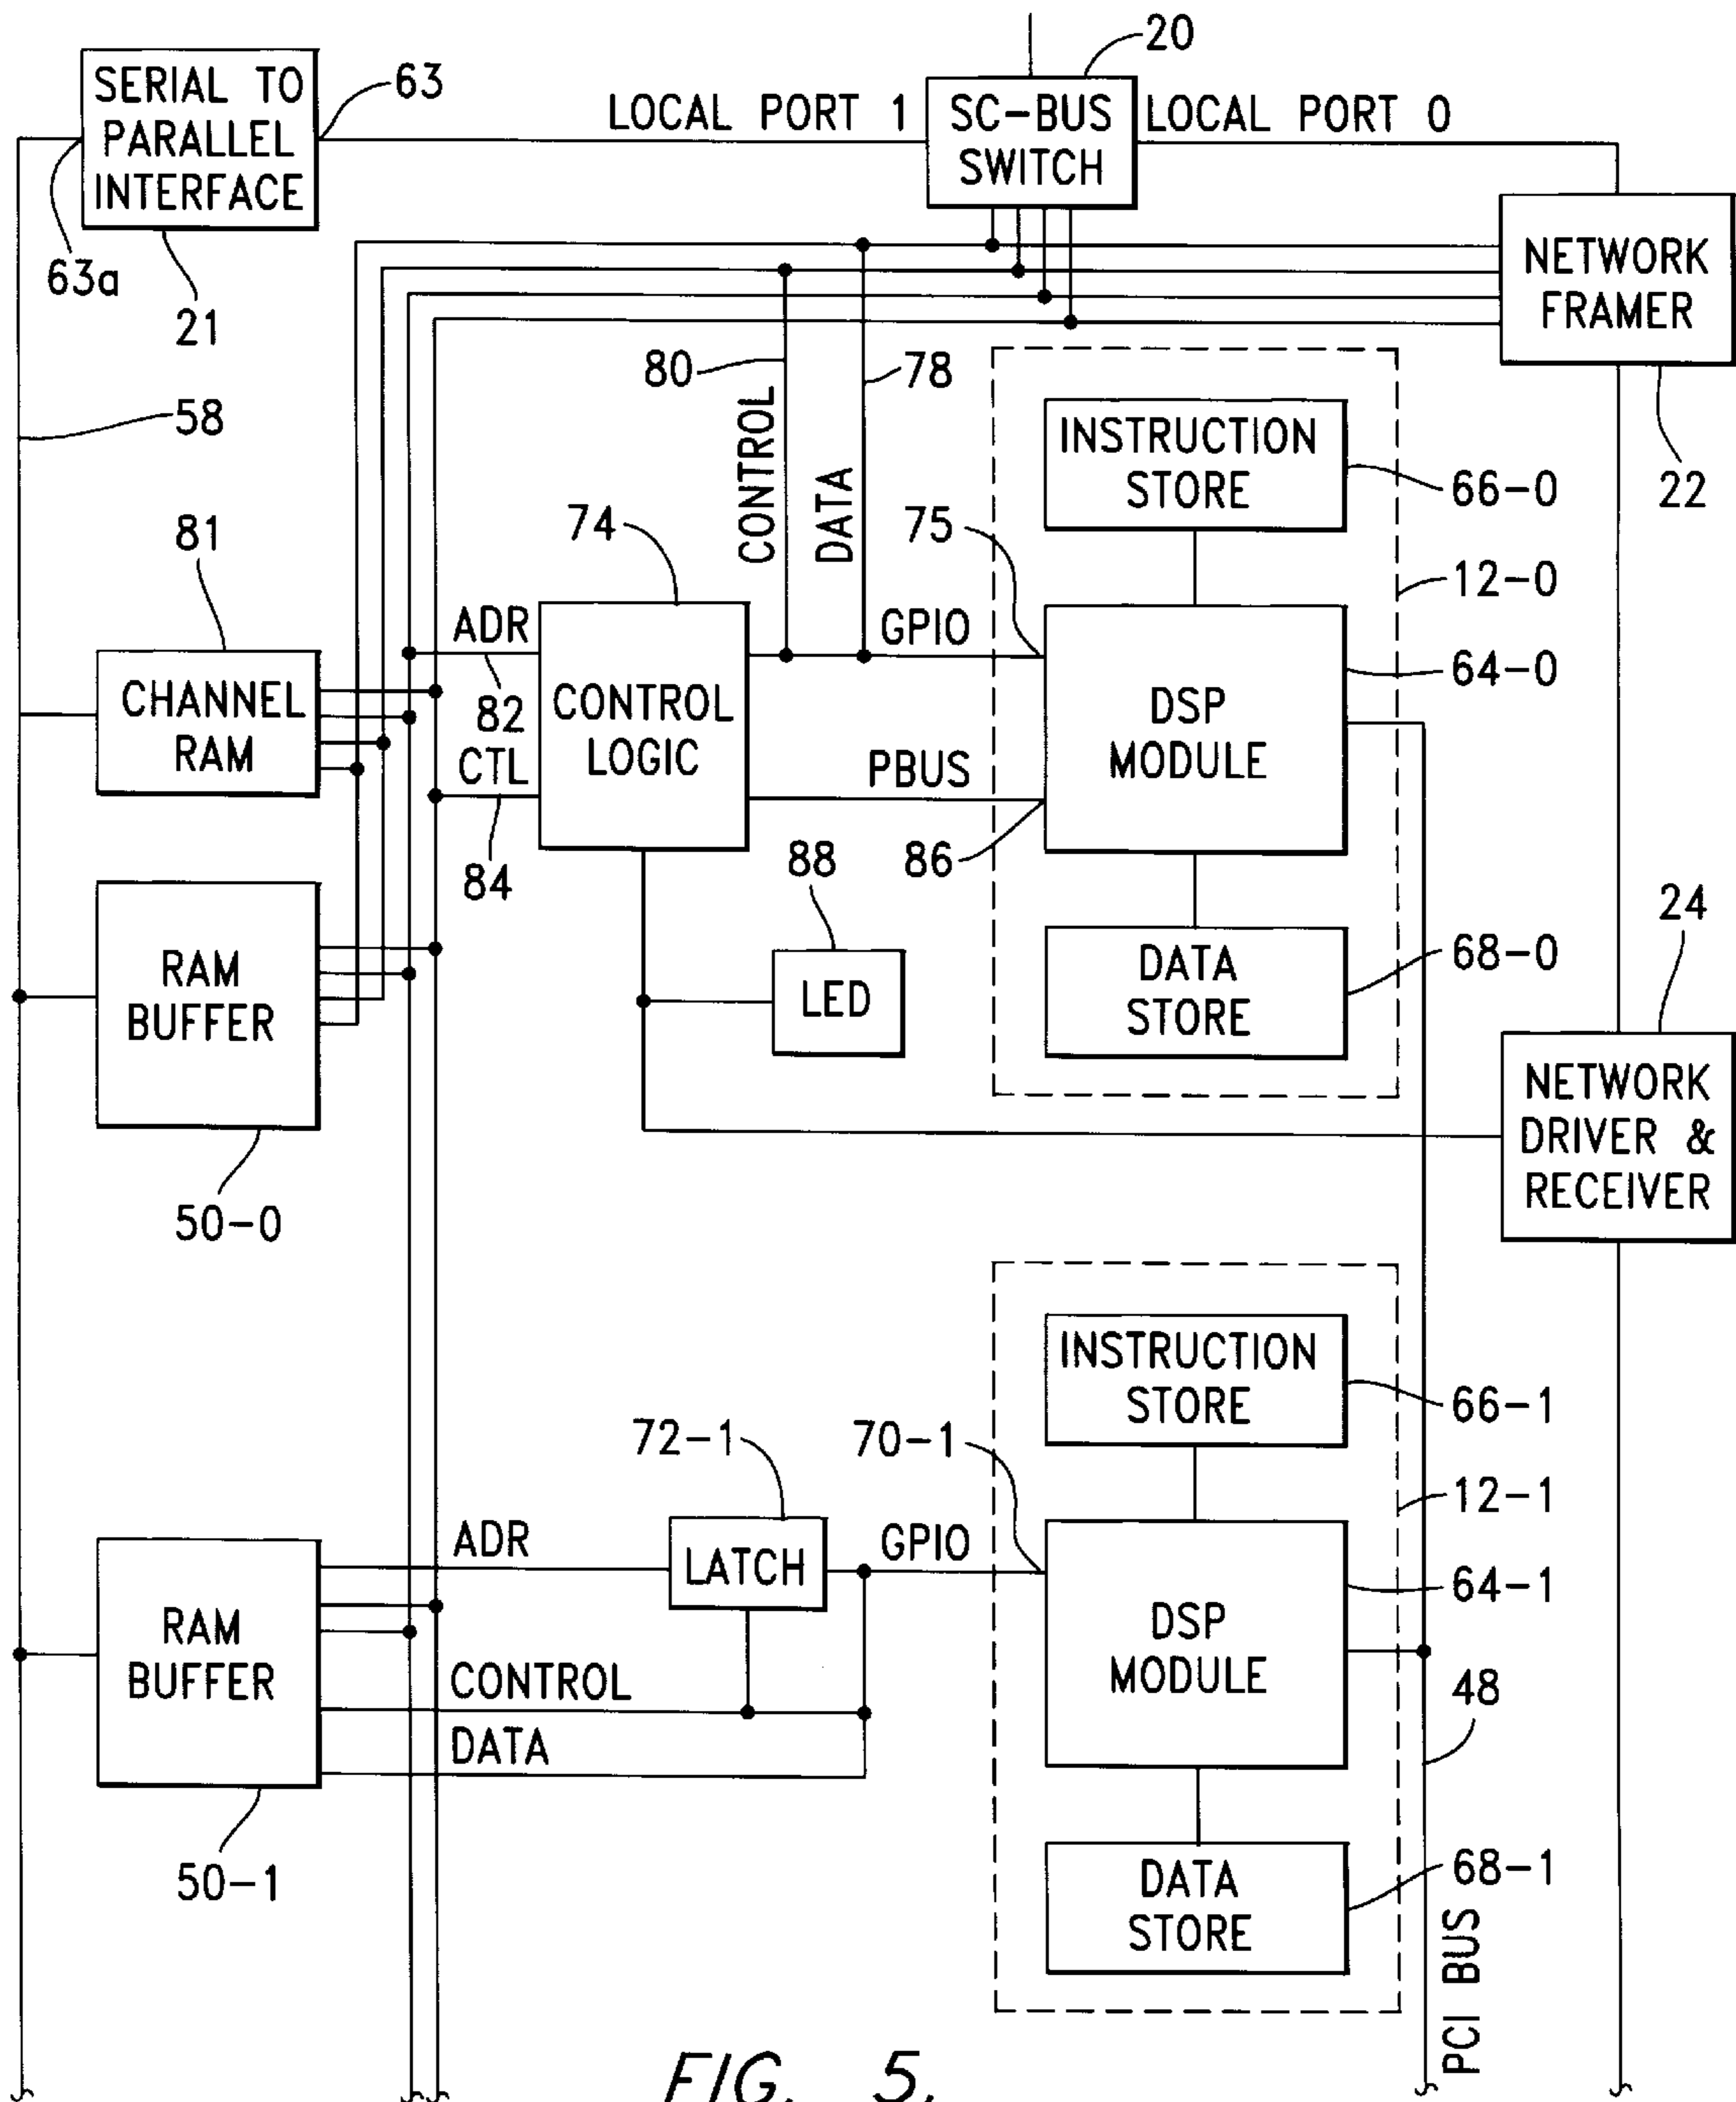 20
SERIAL TO
PARALLEL
INTERFACE
63
LOCAL PORT 1
SC-BUS
SWITCH
LOCAL PORT 0
63a
21
NETWORK
FRAMER
22
58
80
78
CONTROL
DATA
INSTRUCTION
STORE
66-0
81
74
75
12-0
CHANNEL
RAM
ADR
82
CTL
84
CONTROL
LOGIC
GPIO
PBUS
86
DSP
MODULE
64-0
88
LED
RAM
BUFFER
50-0
DATA
STORE
68-0
24
NETWORK
DRIVER &
RECEIVER
INSTRUCTION
STORE
66-1
72-1
70-1
12-1
ADR
LATCH
GPIO
64-1
RAM
BUFFER
DSP
MODULE
CONTROL
DATA
48
50-1
DATA
STORE
68-1
PCI BUS
FIG. 5.